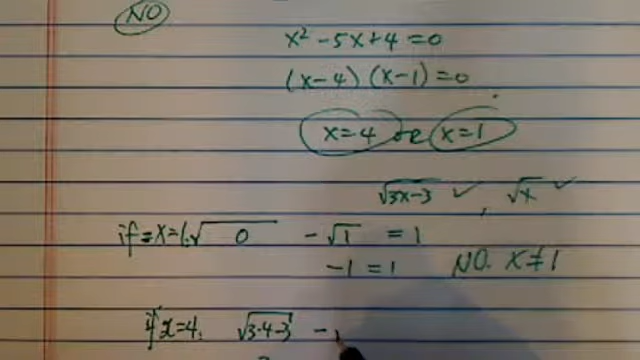 NO
x² - 5x + 4 = 0
(x-4) (x-1) = 0
x=4 or x=1
√3x-3 ✓, √x ✓
if x=1: √0 - √1 = 1
-1 = 1 NO. x ≠ 1
if x=4: √3·4-3 -